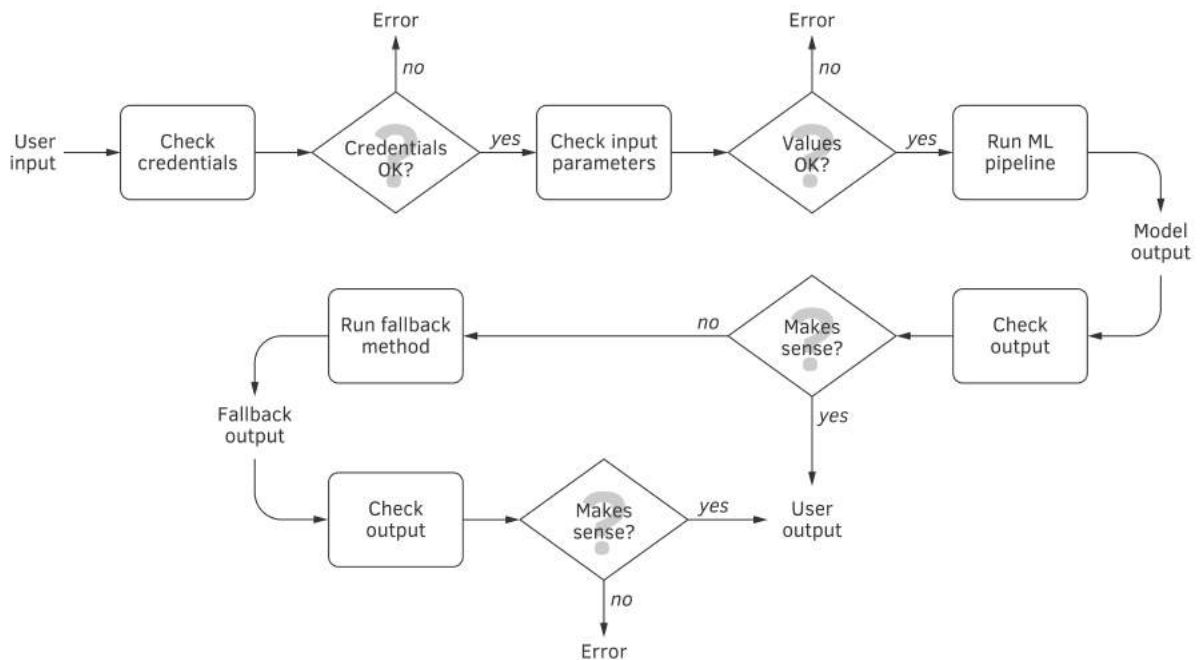 Error
Error
no
no
User
input
Check
credentials
Credentials
OK?
yes
Check input
parameters
Values
OK?
yes
Run ML
pipeline
Model
output
Run fallback
method
no
Makes
sense?
Check
output
yes
Fallback
output
Check
output
Makes
sense?
yes
User
output
no
Error